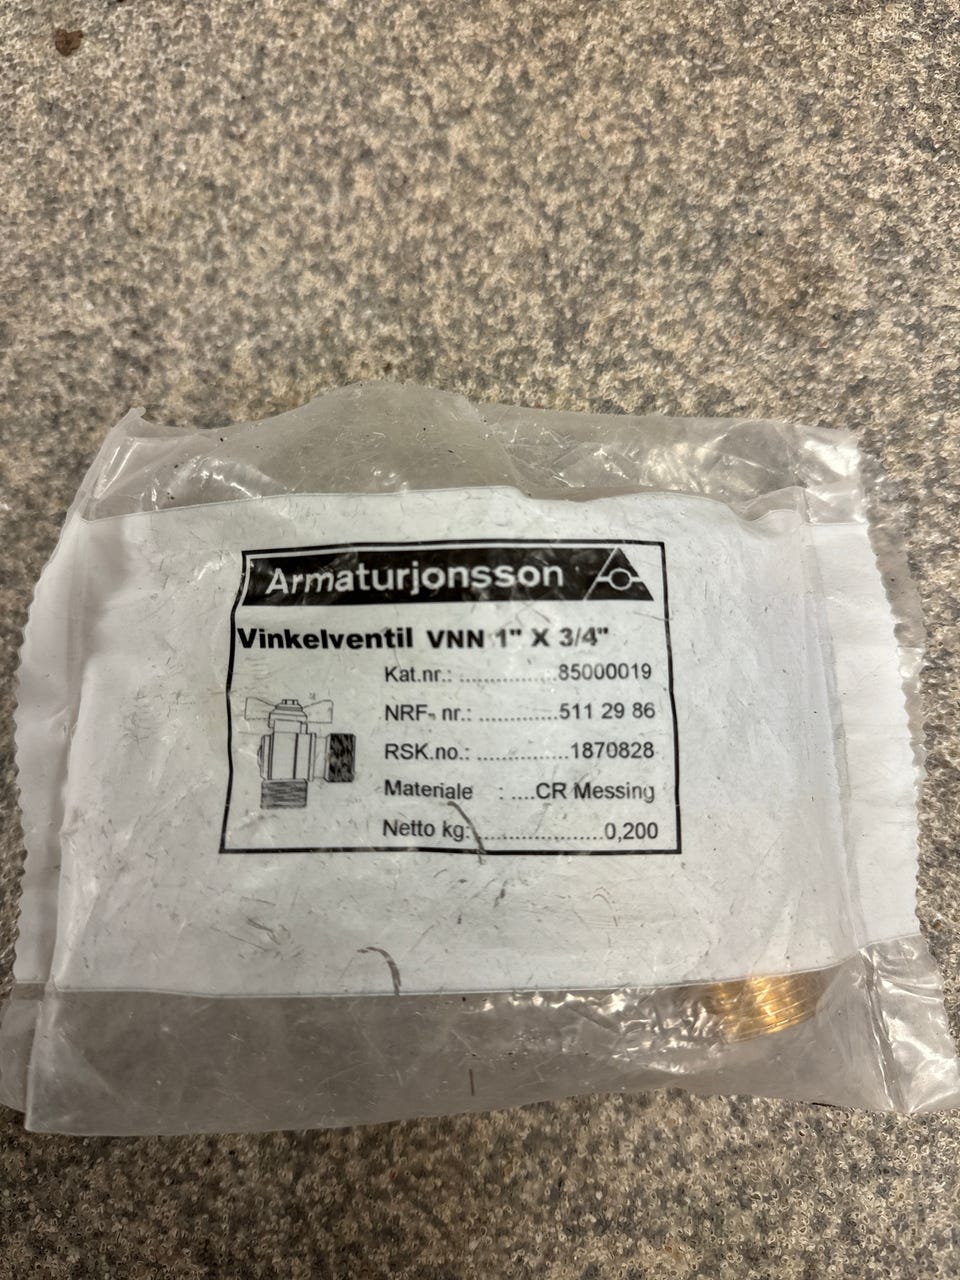 Armaturjonsson
Vinkelventil VNN 1" X 3/4"
Kat.nr.: ................85000019
NRF- nr.: .............511 29 86
RSK.no.: ...............1870828
Materiale : ....CR Messing
Netto kg:.....................0,200